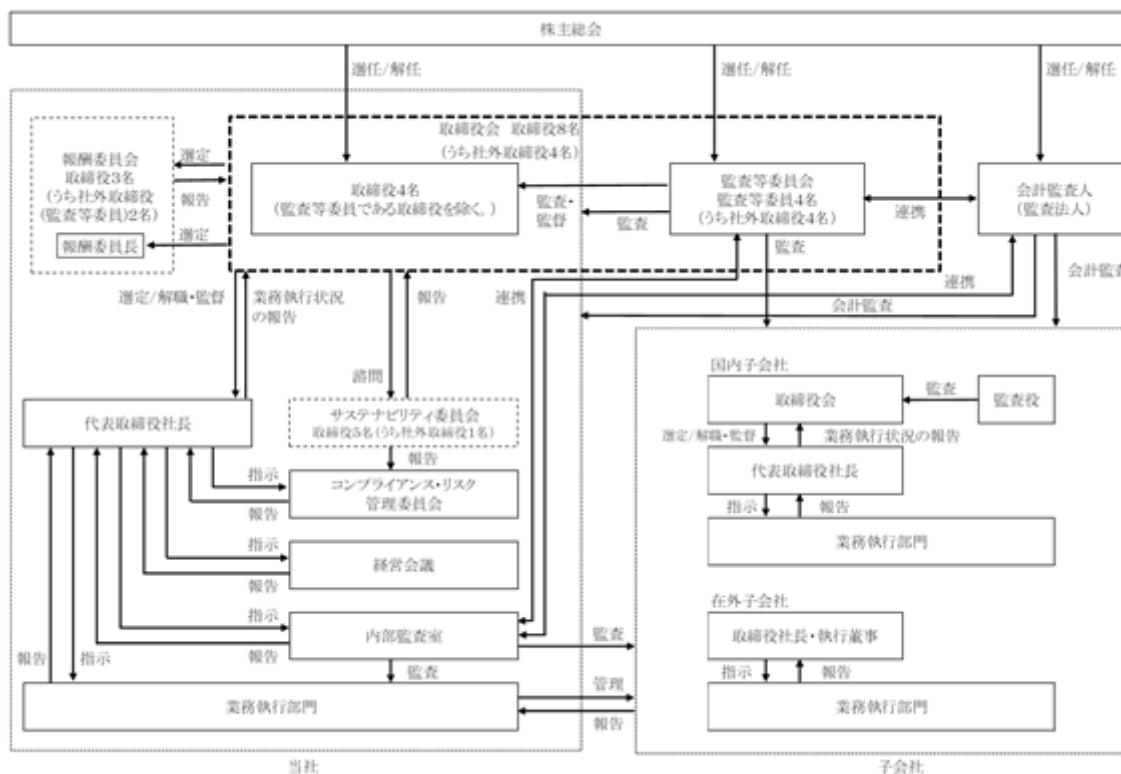 株主総会
選任/解任
選任/解任
選任/解任
取締役会 取締役8名
(うち社外取締役4名)
報酬委員会
取締役3名
(うち社外取締役
(監査等委員)2名)
報酬委員長
選定
報告
選定
取締役4名
(監査等委員である取締役を除く。)
監査・
監督
監査
監査等委員会
監査等委員4名
(うち社外取締役4名)
監査
連携
会計監査人
(監査法人)
選定/解職・監督
業務執行状況
の報告
報告
連携
連携
会計監査
会計監査
諮問
代表取締役社長
サステナビリティ委員会
取締役5名(うち社外取締役1名)
報告
指示
報告
コンプライアンス・リスク
管理委員会
指示
報告
経営会議
指示
報告
内部監査室
監査
監査
報告
指示
業務執行部門
管理
報告
当社
国内子会社
取締役会
監査
監査役
選定/解職・監督
業務執行状況の報告
代表取締役社長
指示
報告
業務執行部門
在外子会社
取締役社長・執行董事
指示
報告
業務執行部門
子会社